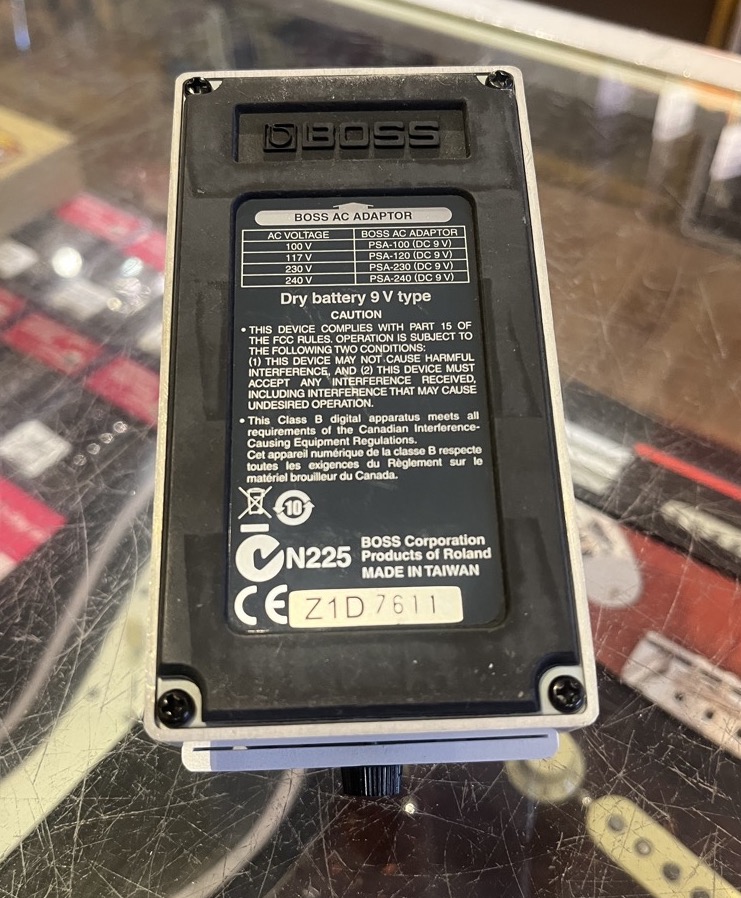 BOSS
BOSS AC ADAPTOR
AC VOLTAGE BOSS AC ADAPTOR
100 V PSA-100 (DC 9 V)
117 V PSA-120 (DC 9 V)
230 V PSA-230 (DC 9 V)
240 V PSA-240 (DC 9 V)
Dry battery 9 V type
CAUTION
• THIS DEVICE COMPLIES WITH PART 15 OF
THE FCC RULES. OPERATION IS SUBJECT TO
THE FOLLOWING TWO CONDITIONS:
(1) THIS DEVICE MAY NOT CAUSE HARMFUL
INTERFERENCE, AND (2) THIS DEVICE MUST
ACCEPT ANY INTERFERENCE RECEIVED,
INCLUDING INTERFERENCE THAT MAY CAUSE
UNDESIRED OPERATION.
• This Class B digital apparatus meets all
requirements of the Canadian Interference-
Causing Equipment Regulations.
Cet appareil numérique de la classe B respecte
toutes les exigences du Règlement sur le
matériel brouilleur du Canada.
10
N225 BOSS Corporation
Products of Roland
MADE IN TAIWAN
CE Z1D7611